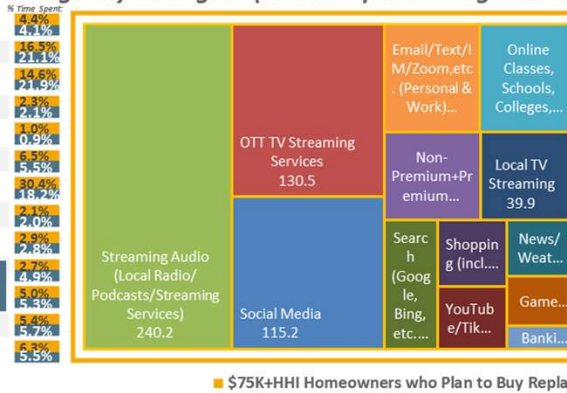 % Time Spent:
4.4%
4.1%
16.5%
21.1%
14.6%
21.9%
2.3%
2.1%
1.0%
0.9%
6.5%
5.5%
30.4%
18.2%
2.1%
2.0%
2.9%
2.8%
2.7%
4.9%
5.0%
5.3%
5.4%
5.7%
6.3%
5.5%
Streaming Audio
(Local Radio/
Podcasts/Streaming
Services)
240.2
OTT TV Streaming
Services
130.5
Social Media
115.2
Email/Text/I
M/Zoom,etc
. (Personal &
Work)...
Online
Classes,
Schools,
Colleges,...
Non-
Premium+Pr
emium...
Local TV
Streaming
39.9
Searc
h
(Goog
le,
Bing,
etc....
Shoppin
g (incl....
News/
Weat...
YouTub
e/Tik...
Game...
Banki...
$75K+HHI Homeowners who Plan to Buy Repla